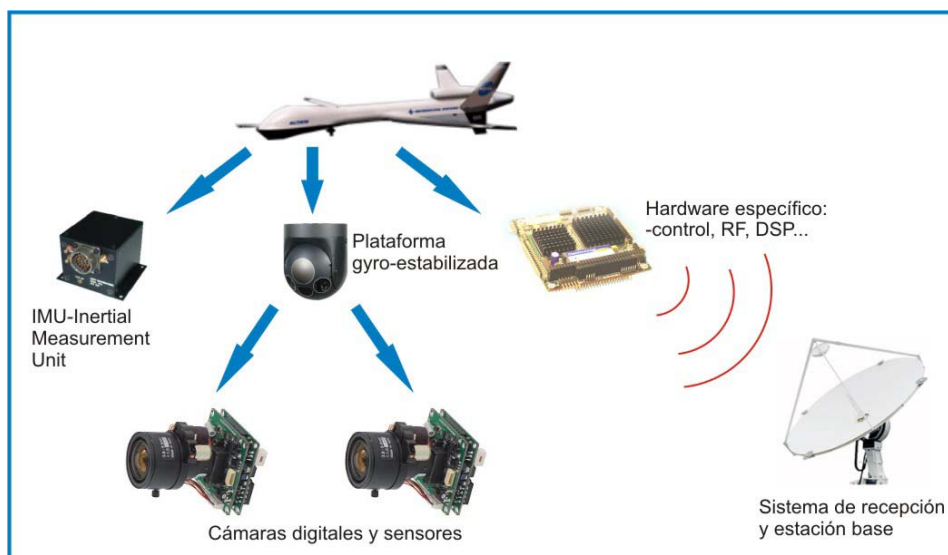 Hardware específico:
-control, RF, DSP...
Plataforma
gyro-estabilizada
IMU-Inertial
Measurement
Unit
Cámaras digitales y sensores
Sistema de recepción
y estación base